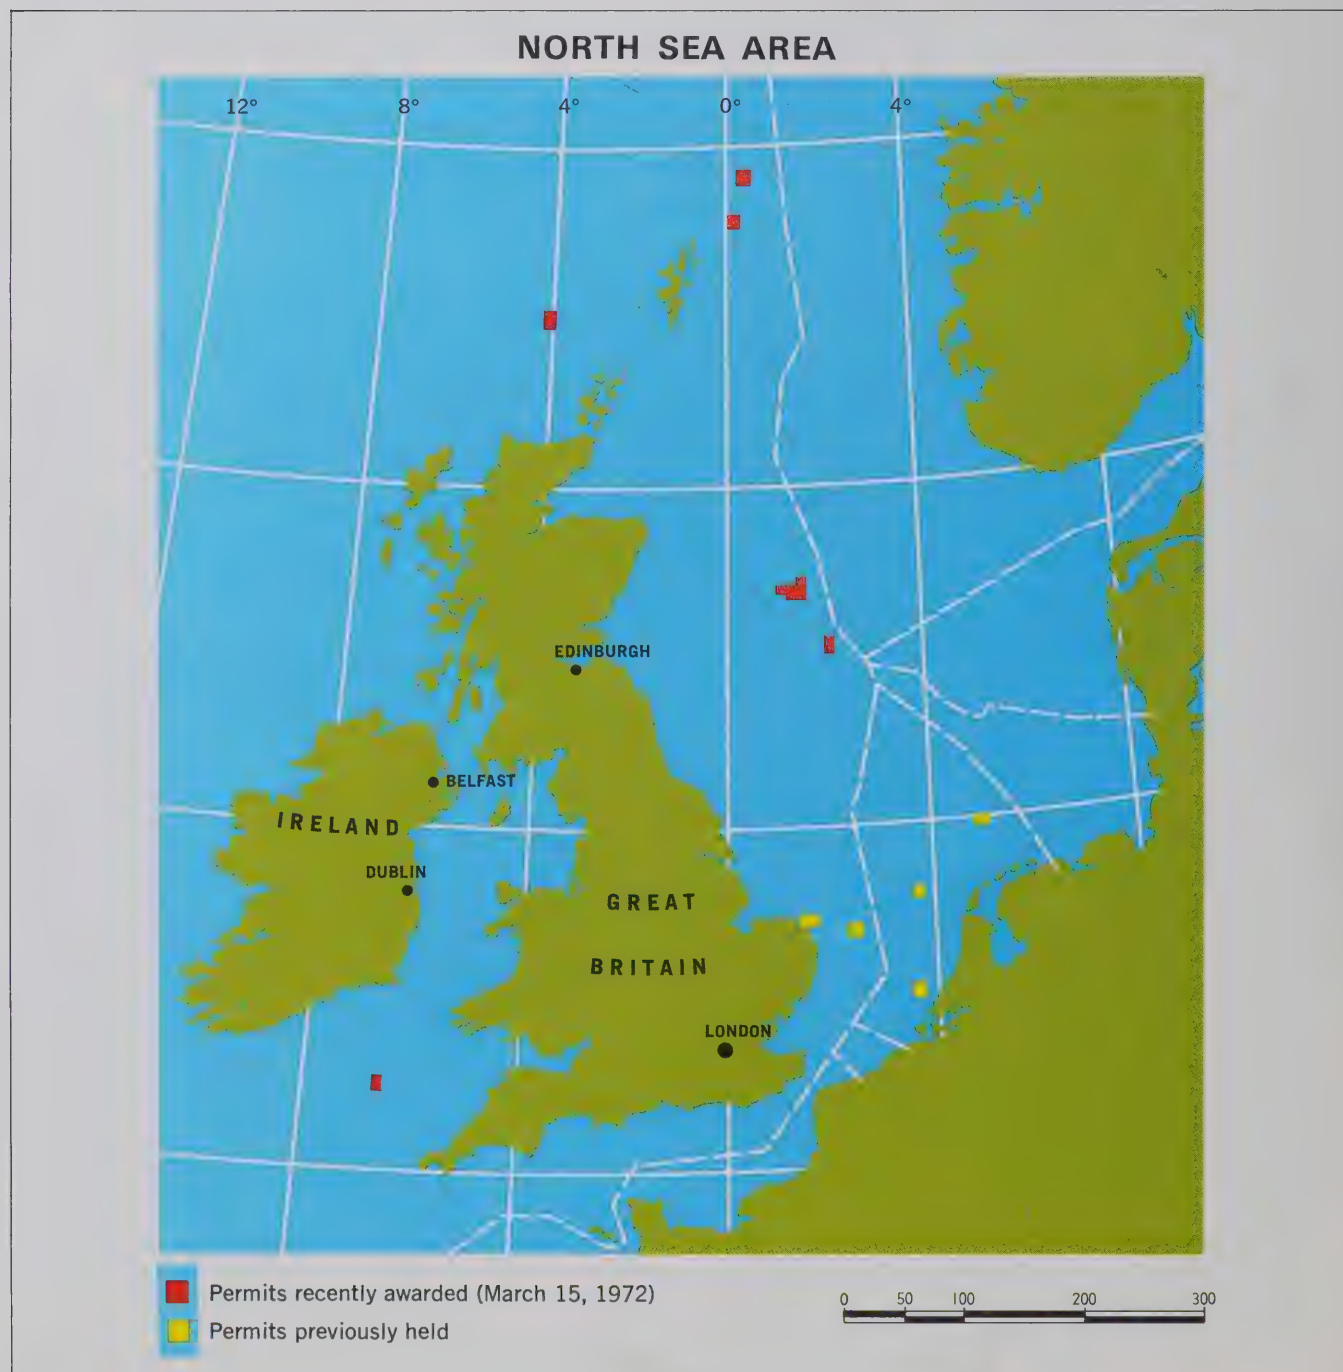 NORTH SEA AREA
12° 8° 4° 0° 4°
EDINBURGH
BELFAST
IRELAND
DUBLIN
GREAT
BRITAIN
LONDON
Permits recently awarded (March 15, 1972)
Permits previously held
0 50 100 200 300